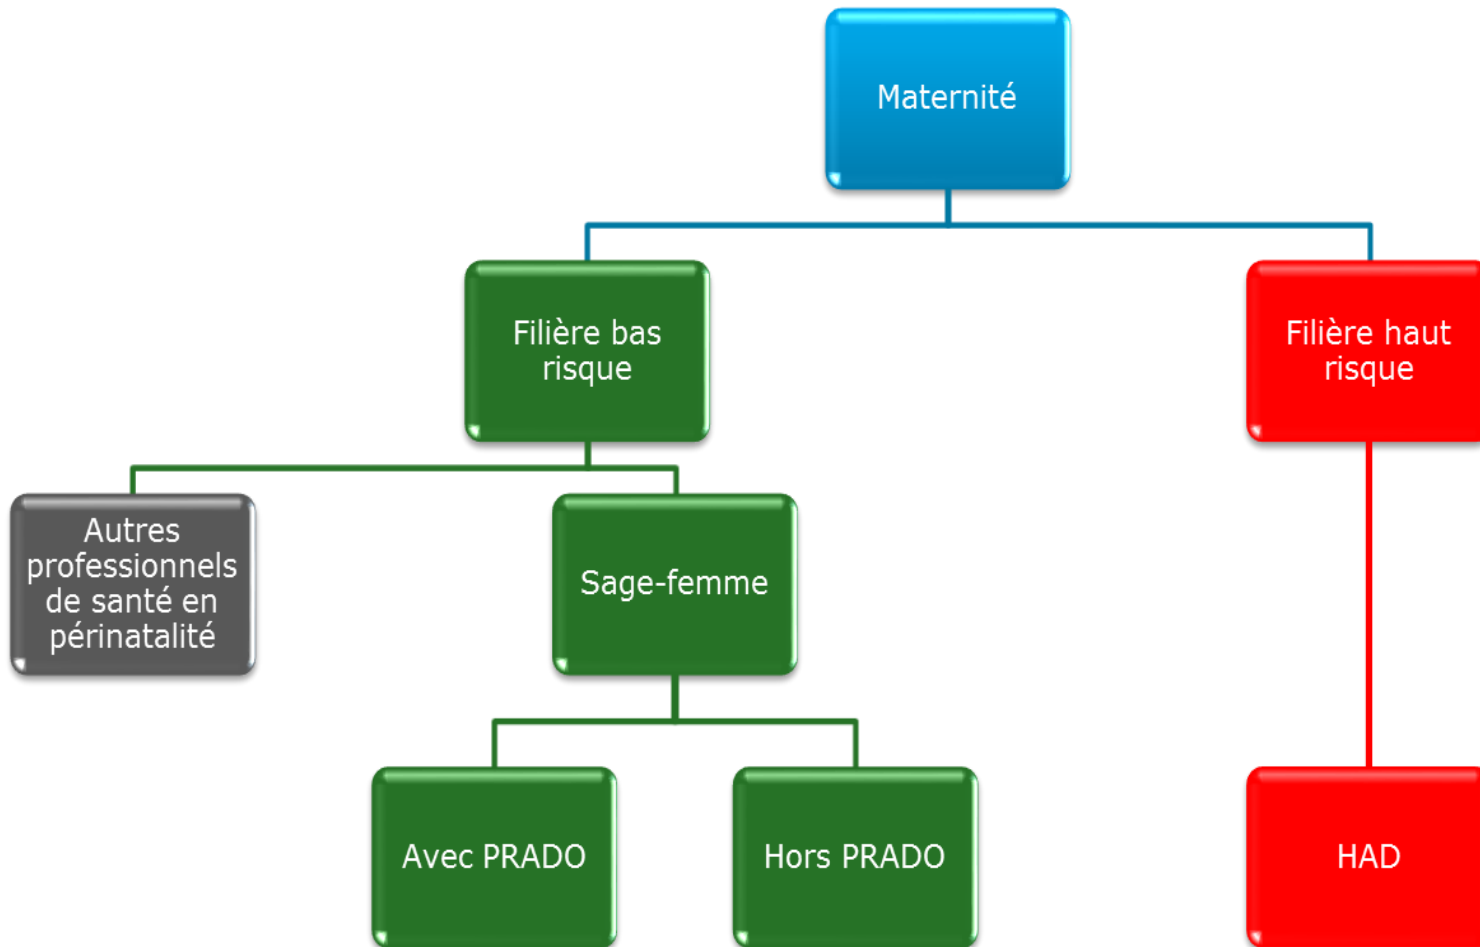 Maternité
Filière bas
risque
Filière haut
risque
Autres
professionnels
de santé en
périnatalité
Sage-femme
Avec PRADO
Hors PRADO
HAD